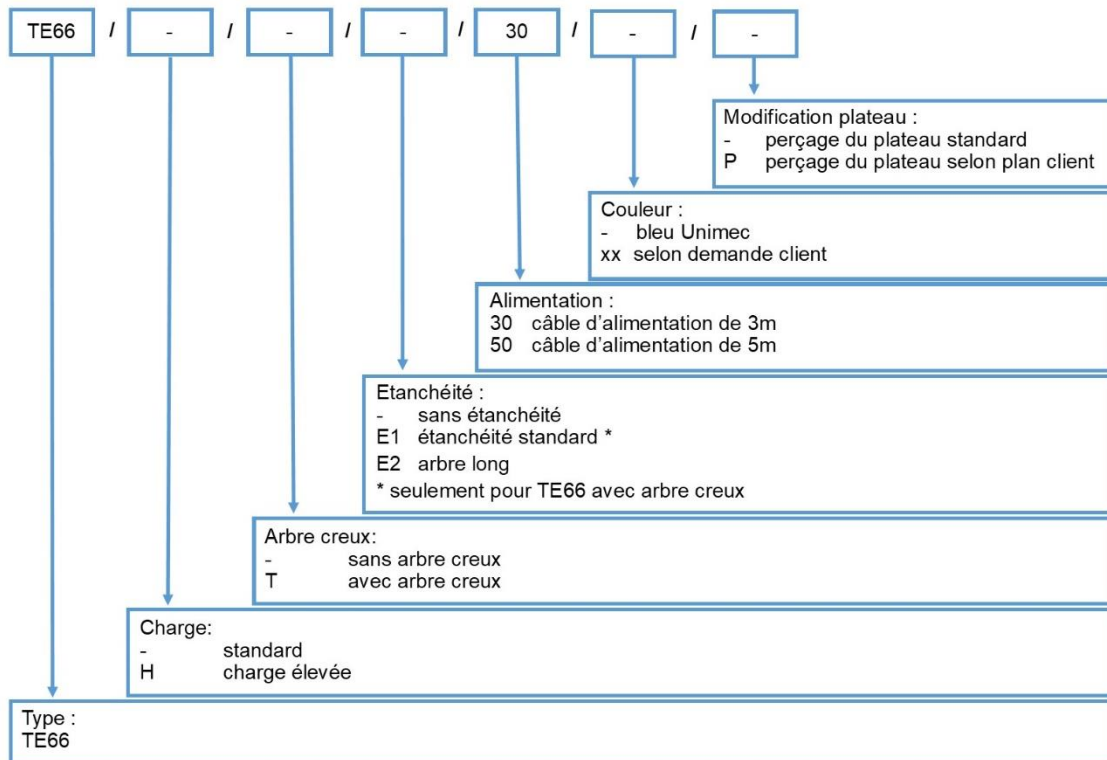 TE66 / - / - / - / 30 / - / -
Modification plateau :
- perçage du plateau standard
P perçage du plateau selon plan client
Couleur :
- bleu Unimec
xx selon demande client
Alimentation :
30 câble d’alimentation de 3m
50 câble d’alimentation de 5m
Etanchéité :
- sans étanchéité
E1 étanchéité standard *
E2 arbre long
* seulement pour TE66 avec arbre creux
Arbre creux:
- sans arbre creux
T avec arbre creux
Charge:
- standard
H charge élevée
Type :
TE66